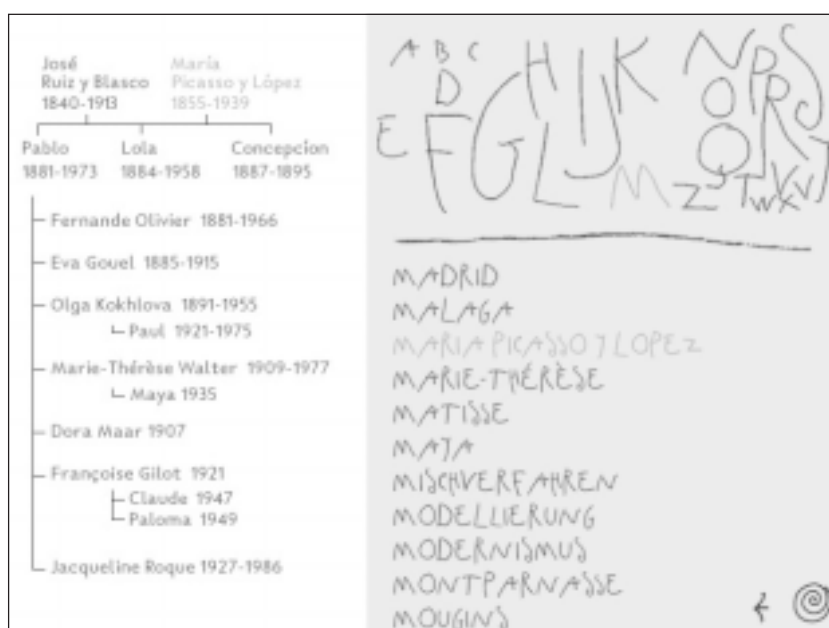 José
Ruiz y Blasco
1840-1913
María
Picasso y López
1855-1939
Pablo
1881-1973
Lola
1884-1958
Concepcion
1887-1895
Fernande Olivier 1881-1966
Eva Gouel 1885-1915
Olga Kokhlova 1891-1955
Paul 1921-1975
Marie-Thérèse Walter 1909-1977
Maya 1935
Dora Maar 1907
Françoise Gilot 1921
Claude 1947
Paloma 1949
Jacqueline Roque 1927-1986
A B C
D
E F G H I J K
L M
N O P
Q R S
T U V
W X Y
Z
MADRID
MALAGA
MARIA PICASSO Y LOPEZ
MARIE-THÉRÈSE
MATISSE
MAYA
MISCHVERFAHREN
MODELLIERUNG
MODERNISMUS
MONTPARNASSE
MOUGINS